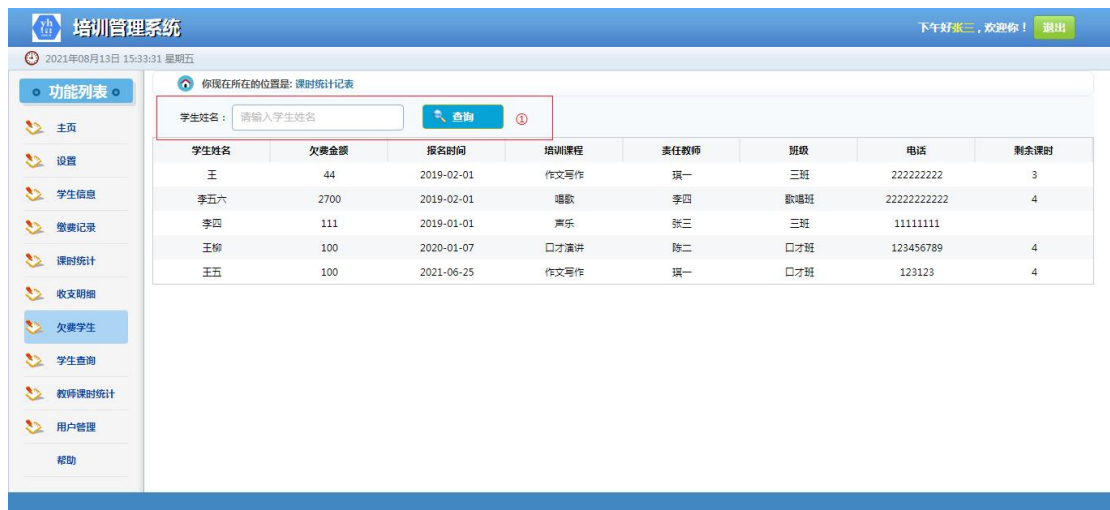 yh
培训管理系统
下午好张三，欢迎你！ 退出
2021年08月13日 15:33:31 星期五
功能列表
主页
设置
学生信息
缴费记录
课时统计
收支明细
欠费学生
学生查询
教师课时统计
用户管理
帮助
你现在所在的位置是: 课时统计记表
学生姓名： 请输入学生姓名 查询 ①
学生姓名 欠费金额 报名时间 培训课程 责任教师 班级 电话 剩余课时
王 44 2019-02-01 作文写作 琪一 三班 222222222 3
李五六 2700 2019-02-01 唱歌 李四 歌唱班 22222222222 4
李四 111 2019-01-01 声乐 张三 三班 11111111
王柳 100 2020-01-07 口才演讲 陈二 口才班 123456789 4
王五 100 2021-06-25 作文写作 琪一 口才班 123123 4